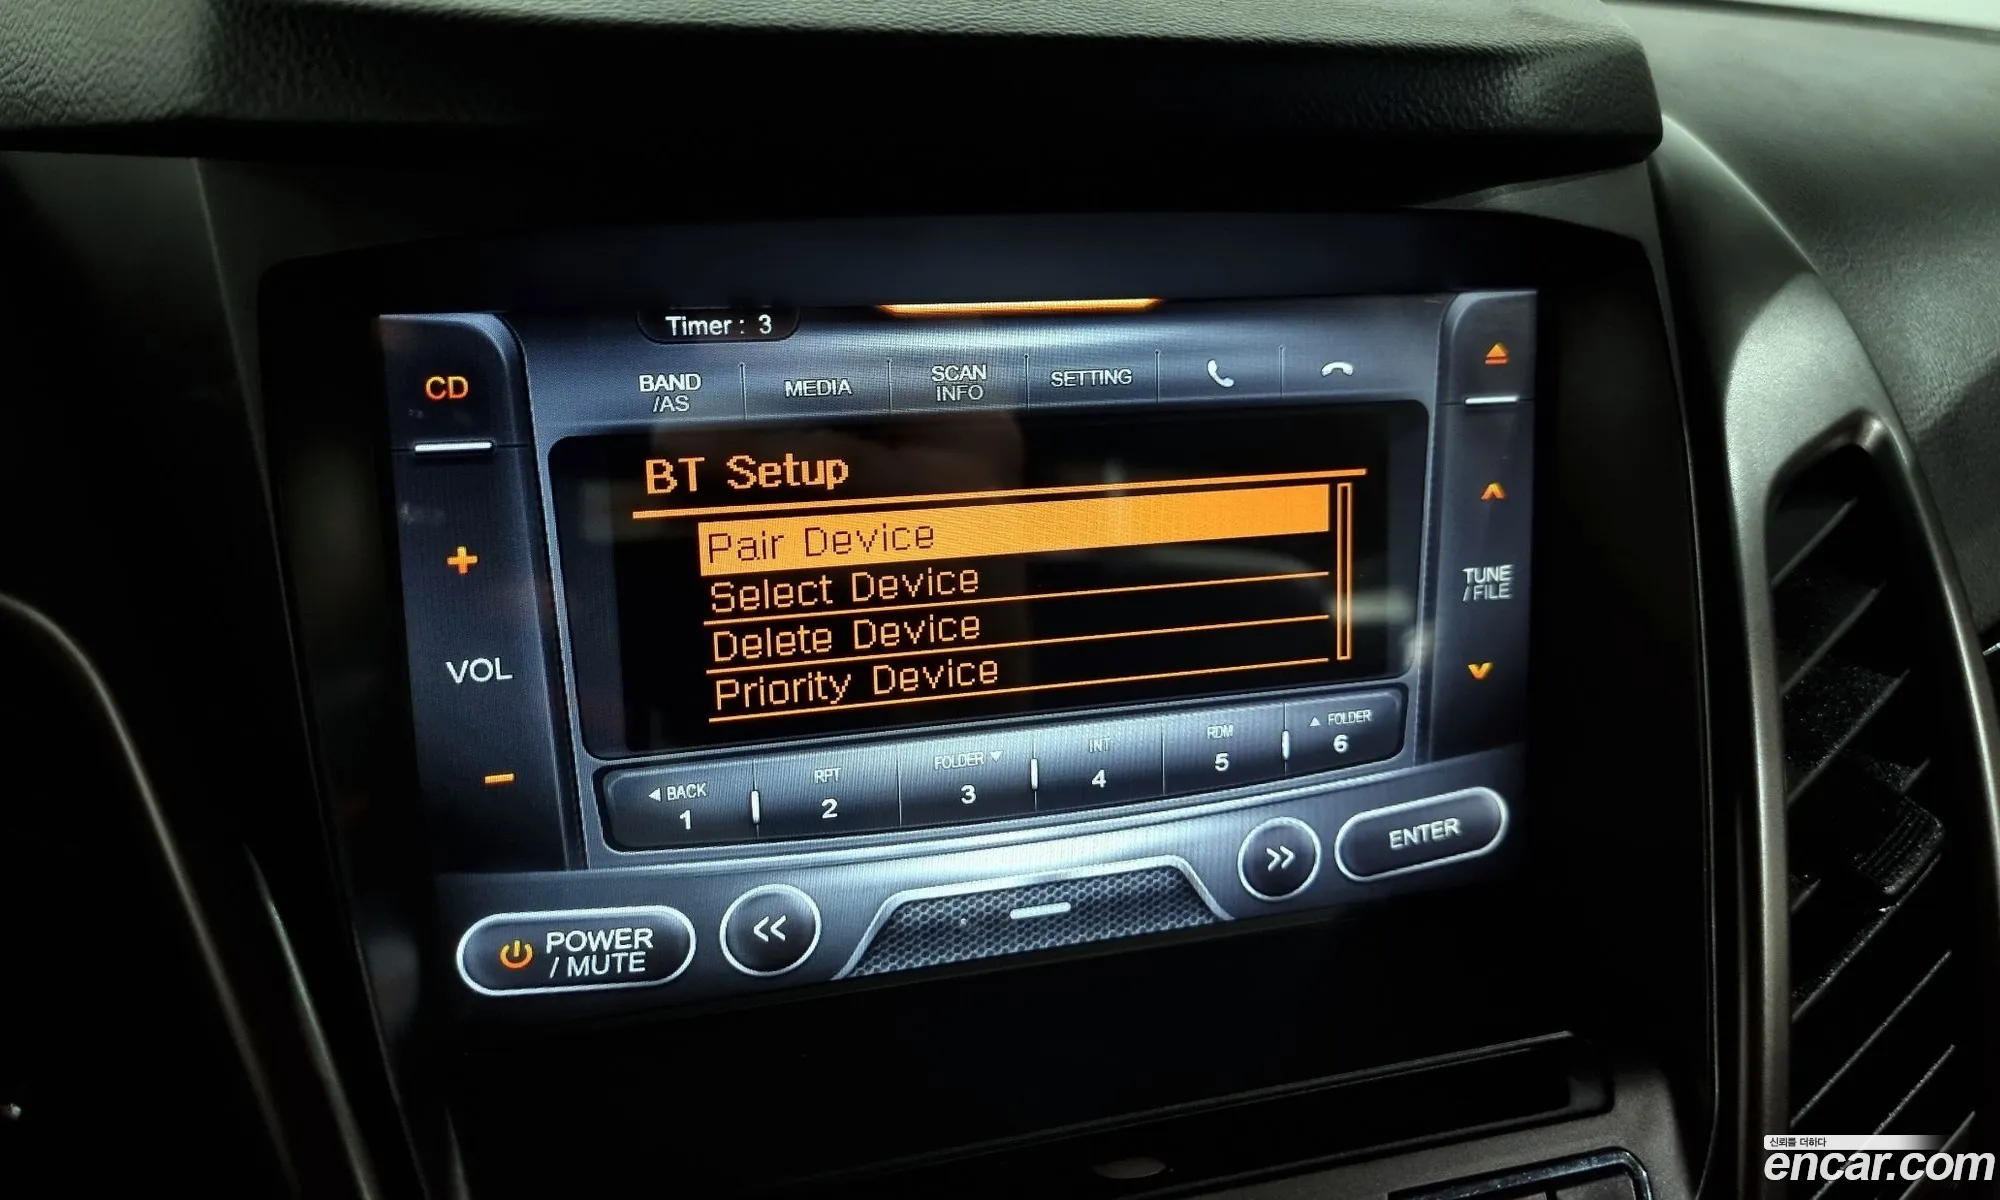 Timer : 3
CD
BAND
/AS
MEDIA
SCAN
INFO
SETTING
BT Setup
Pair Device
Select Device
Delete Device
Priority Device
VOL
TUNE
/FILE
BACK
1
RPT
2
FOLDER
3
INT
4
RDM
5
FOLDER
6
POWER
/ MUTE
ENTER
신뢰를 더하다
encar.com